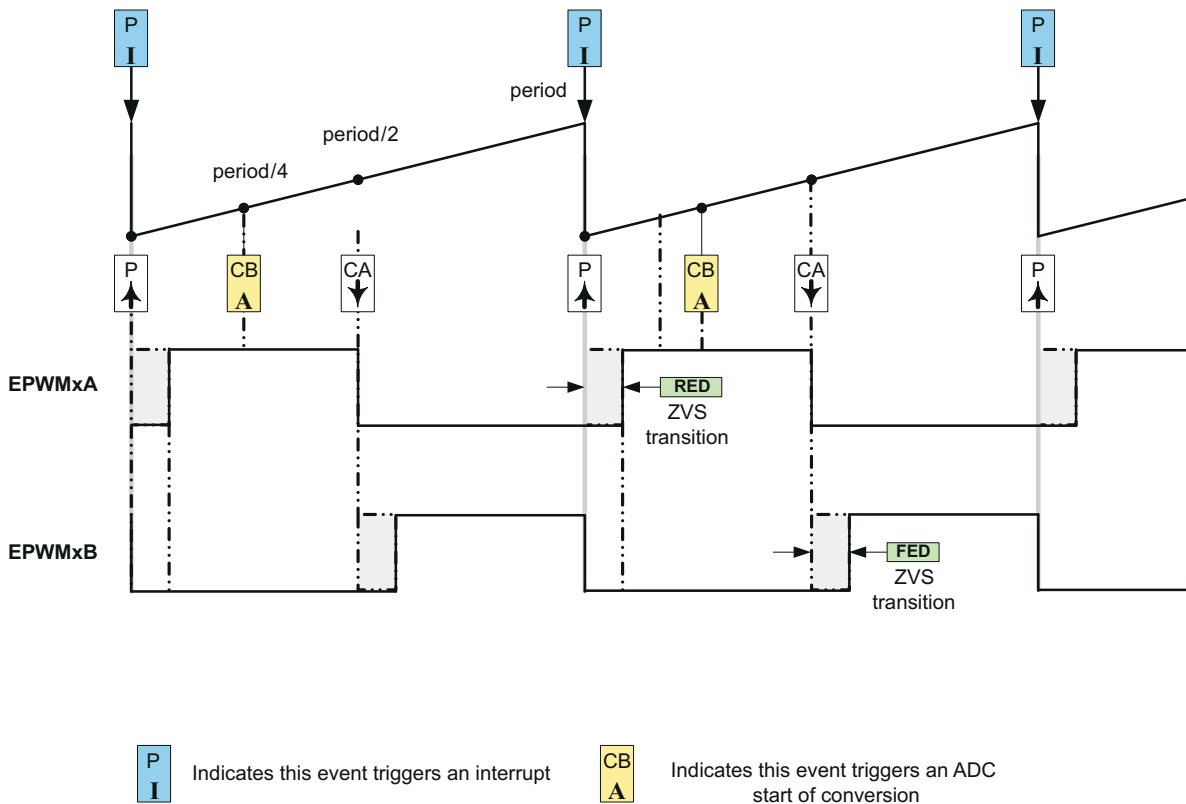 P
I
P
I
P
I
period
period/2
period/4
P
CB
A
CA
P
CB
A
CA
P
EPWMxA
RED
ZVS
transition
EPWMxB
FED
ZVS
transition
P
I
Indicates this event triggers an interrupt
CB
A
Indicates this event triggers an ADC
start of conversion